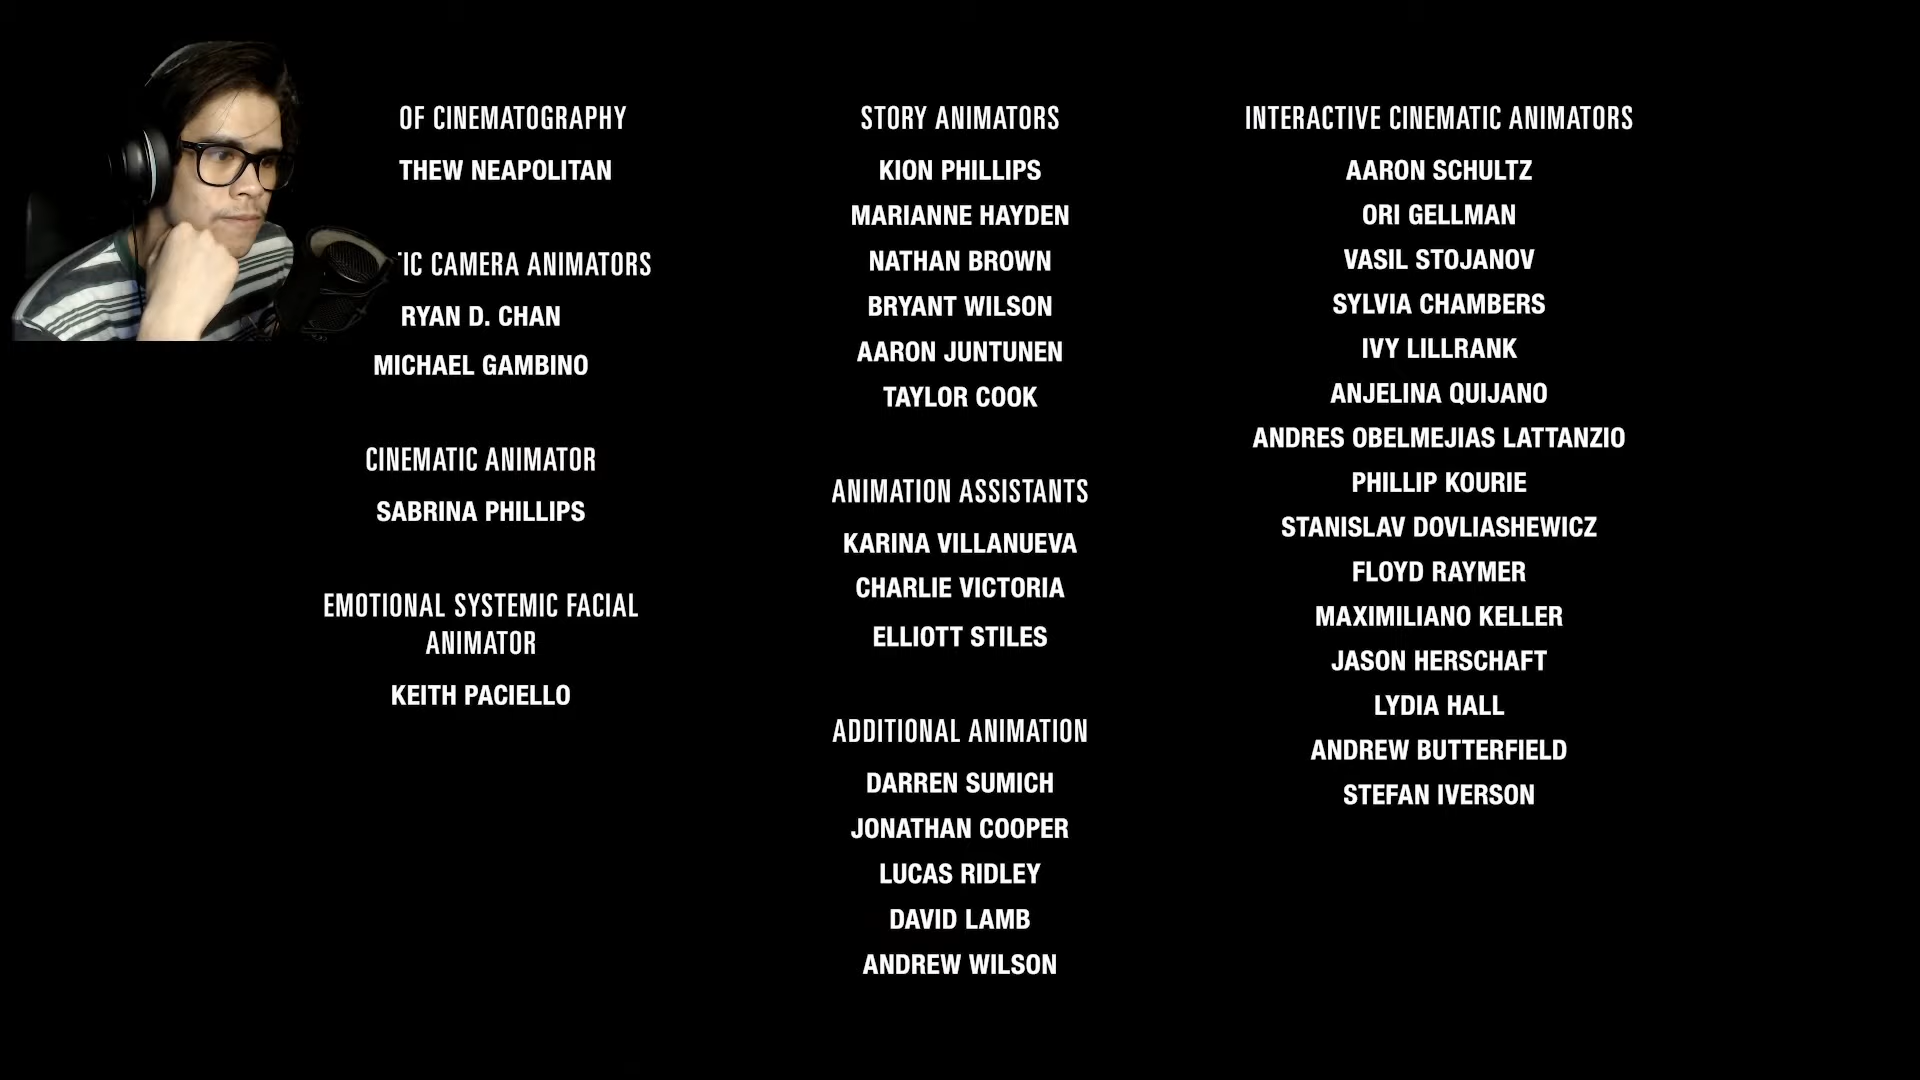 OF CINEMATOGRAPHY
THEW NEAPOLITAN
TIC CAMERA ANIMATORS
RYAN D. CHAN
MICHAEL GAMBINO
CINEMATIC ANIMATOR
SABRINA PHILLIPS
EMOTIONAL SYSTEMIC FACIAL
ANIMATOR
KEITH PACIELLO
STORY ANIMATORS
KION PHILLIPS
MARIANNE HAYDEN
NATHAN BROWN
BRYANT WILSON
AARON JUNTUNEN
TAYLOR COOK
ANIMATION ASSISTANTS
KARINA VILLANUEVA
CHARLIE VICTORIA
ELLIOTT STILES
ADDITIONAL ANIMATION
DARREN SUMICH
JONATHAN COOPER
LUCAS RIDLEY
DAVID LAMB
ANDREW WILSON
INTERACTIVE CINEMATIC ANIMATORS
AARON SCHULTZ
ORI GELLMAN
VASIL STOJANOV
SYLVIA CHAMBERS
IVY LILLRANK
ANJELINA QUIJANO
ANDRES OBELMEJIAS LATTANZIO
PHILLIP KOURIE
STANISLAV DOVLIASHEWICZ
FLOYD RAYMER
MAXIMILIANO KELLER
JASON HERSCHAFT
LYDIA HALL
ANDREW BUTTERFIELD
STEFAN IVERSON